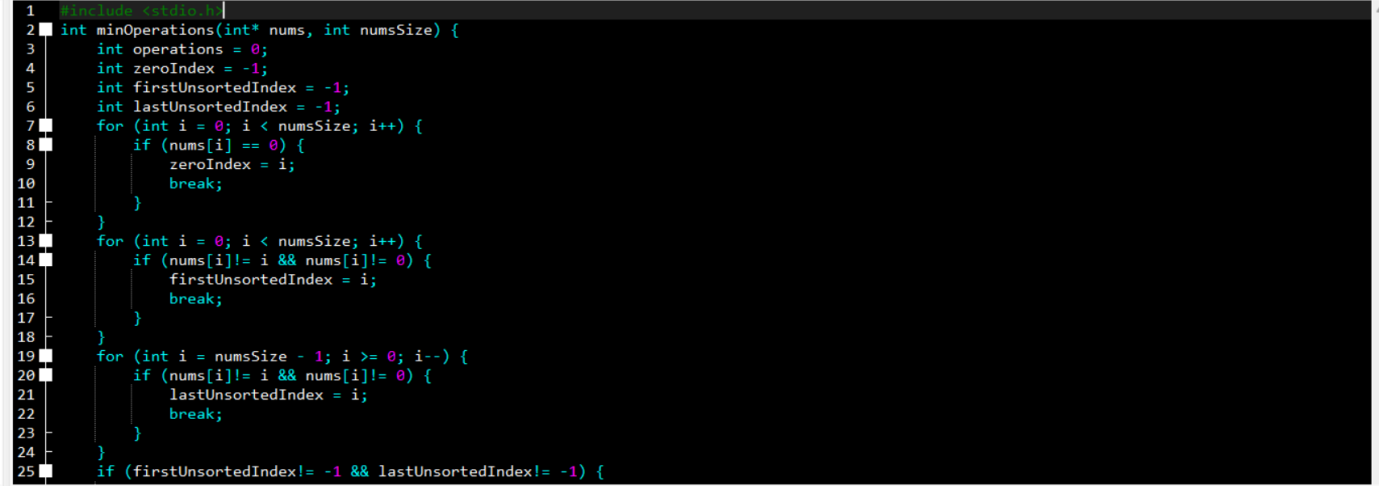 1 #include <stdio.h>
2 int minOperations(int* nums, int numsSize) {
3 int operations = 0;
4 int zeroIndex = -1;
5 int firstUnsortedIndex = -1;
6 int lastUnsortedIndex = -1;
7 for (int i = 0; i < numsSize; i++) {
8 if (nums[i] == 0) {
9 zeroIndex = i;
10 break;
11 }
12 }
13 for (int i = 0; i < numsSize; i++) {
14 if (nums[i]!= i && nums[i]!= 0) {
15 firstUnsortedIndex = i;
16 break;
17 }
18 }
19 for (int i = numsSize - 1; i >= 0; i--) {
20 if (nums[i]!= i && nums[i]!= 0) {
21 lastUnsortedIndex = i;
22 break;
23 }
24 }
25 if (firstUnsortedIndex!= -1 && lastUnsortedIndex!= -1) {